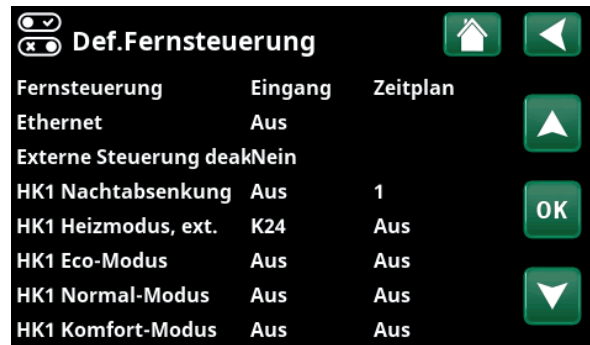 Def.Fernsteuerung
Fernsteuerung Eingang Zeitplan
Ethernet Aus
Externe Steuerung deakNein
HK1 Nachtabsenkung Aus 1
OK
HK1 Heizmodus, ext. K24 Aus
HK1 Eco-Modus Aus Aus
HK1 Normal-Modus Aus Aus
HK1 Komfort-Modus Aus Aus